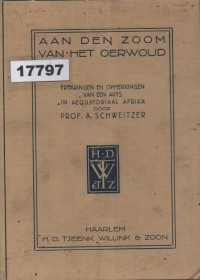 AAN DEN ZOOM
VAN · HET OERWOUD
17797
ERVARINGEN EN OPMERKINGEN
VAN EEN ARTS
IN AEQUATORIAAL AFRIKA
DOOR
PROF. A. SCHWEITZER
H·D
TJ W Z
HAARLEM
H. D. TJEENK WILLINK & ZOON